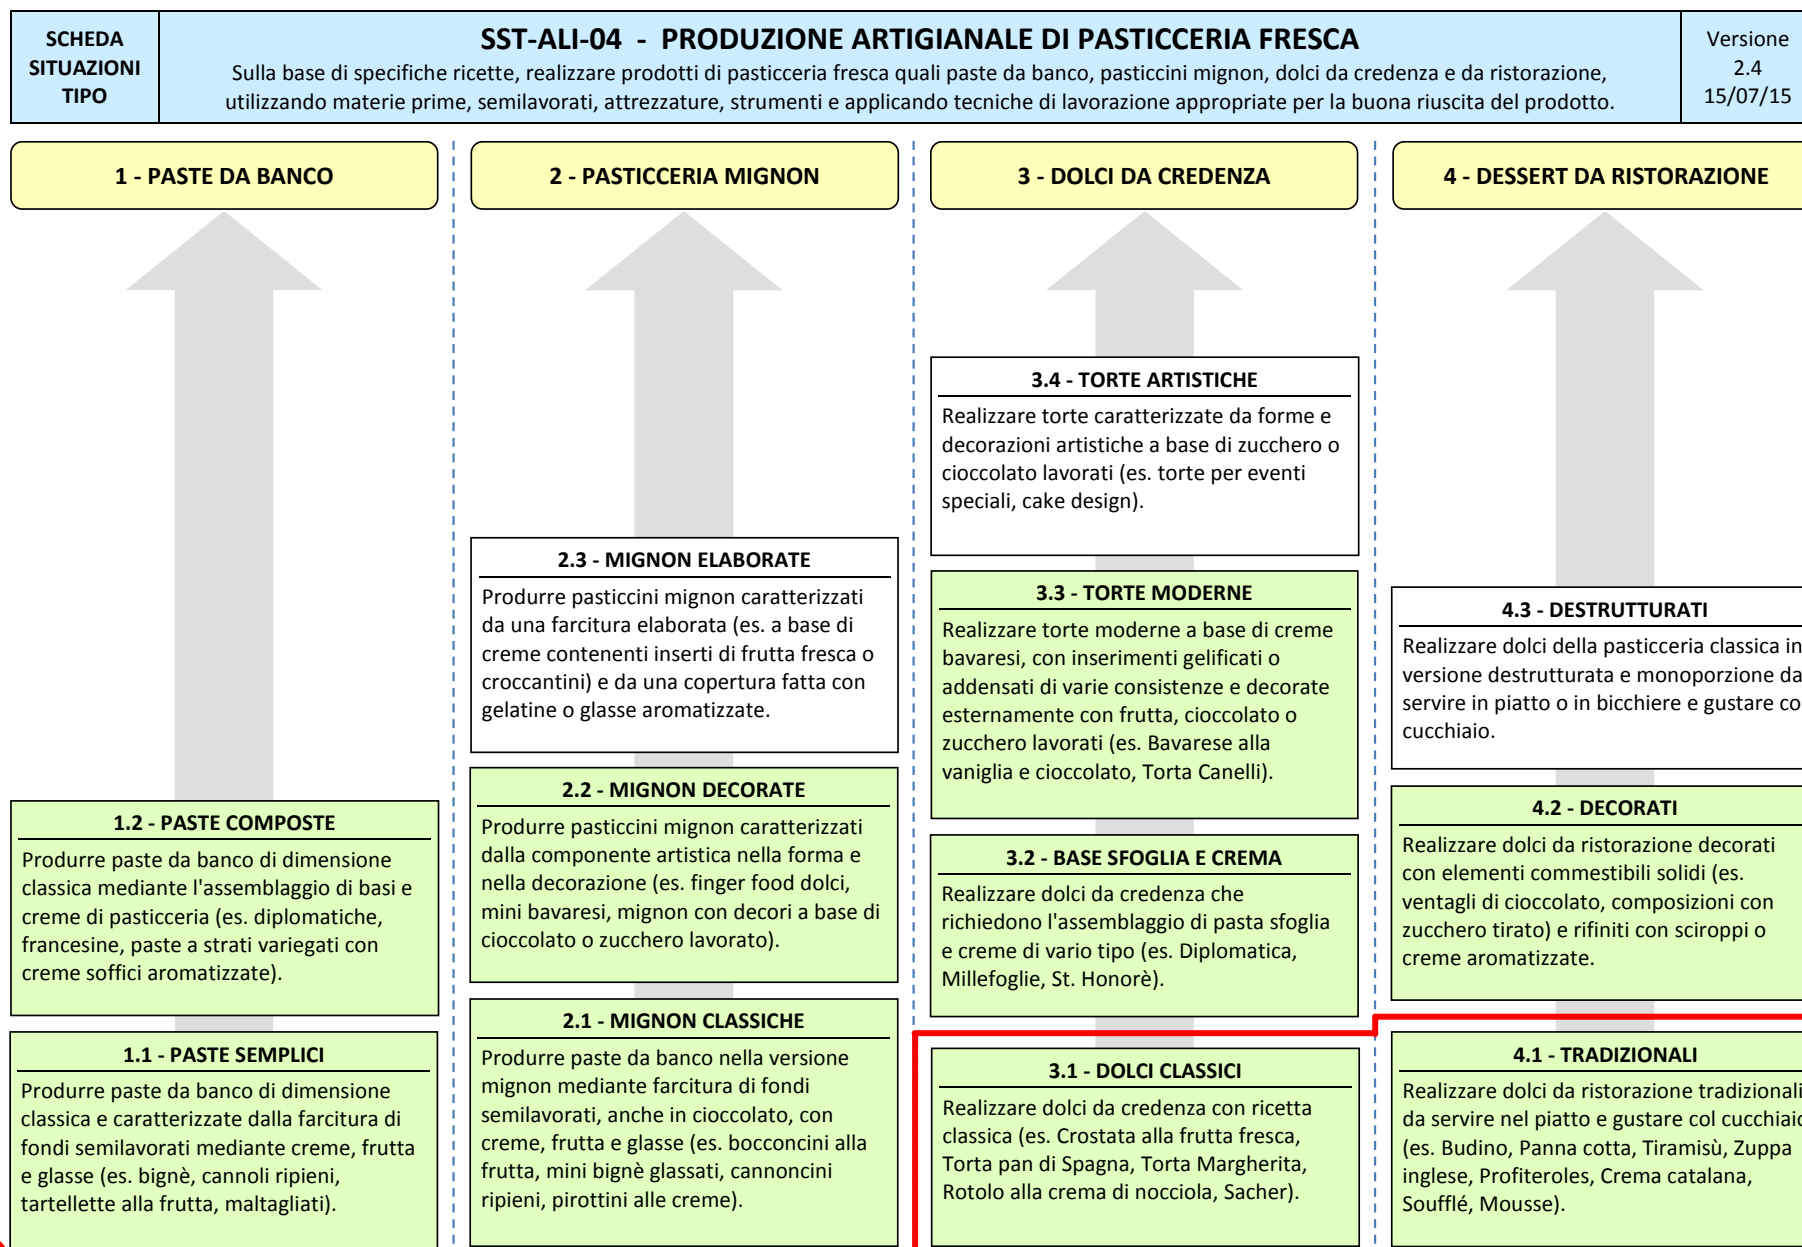 SCHEDA
SITUAZIONI
TIPO
SST-ALI-04 - PRODUZIONE ARTIGIANALE DI PASTICCERIA FRESCA
Sulla base di specifiche ricette, realizzare prodotti di pasticceria fresca quali paste da banco, pasticcini mignon, dolci da credenza e da ristorazione,
utilizzando materie prime, semilavorati, attrezzature, strumenti e applicando tecniche di lavorazione appropriate per la buona riuscita del prodotto.
Versione
2.4
15/07/15
1 - PASTE DA BANCO
1.2 - PASTE COMPOSTE
Produrre paste da banco di dimensione
classica mediante l'assemblaggio di basi e
creme di pasticceria (es. diplomatiche,
francesine, paste a strati variegati con
creme soffici aromatizzate).
1.1 - PASTE SEMPLICI
Produrre paste da banco di dimensione
classica e caratterizzate dalla farcitura di
fondi semilavorati mediante creme, frutta
e glasse (es. bignè, cannoli ripieni,
tartellette alla frutta, maltagliati).
2 - PASTICCERIA MIGNON
2.3 - MIGNON ELABORATE
Produrre pasticcini mignon caratterizzati
da una farcitura elaborata (es. a base di
creme contenenti inserti di frutta fresca o
croccantini) e da una copertura fatta con
gelatine o glasse aromatizzate.
2.2 - MIGNON DECORATE
Produrre pasticcini mignon caratterizzati
dalla componente artistica nella forma e
nella decorazione (es. finger food dolci,
mini bavaresi, mignon con decori a base di
cioccolato o zucchero lavorato).
2.1 - MIGNON CLASSICHE
Produrre paste da banco nella versione
mignon mediante farcitura di fondi
semilavorati, anche in cioccolato, con
creme, frutta e glasse (es. bocconcini alla
frutta, mini bignè glassati, cannoncini
ripieni, pirottini alle creme).
3 - DOLCI DA CREDENZA
3.4 - TORTE ARTISTICHE
Realizzare torte caratterizzate da forme e
decorazioni artistiche a base di zucchero o
cioccolato lavorati (es. torte per eventi
speciali, cake design).
3.3 - TORTE MODERNE
Realizzare torte moderne a base di creme
bavaresi, con inserimenti gelificati o
addensati di varie consistenze e decorate
esternamente con frutta, cioccolato o
zucchero lavorati (es. Bavarese alla
vaniglia e cioccolato, Torta Canelli).
3.2 - BASE SFOGLIA E CREMA
Realizzare dolci da credenza che
richiedono l'assemblaggio di pasta sfoglia
e creme di vario tipo (es. Diplomatica,
Millefoglie, St. Honorè).
3.1 - DOLCI CLASSICI
Realizzare dolci da credenza con ricetta
classica (es. Crostata alla frutta fresca,
Torta pan di Spagna, Torta Margherita,
Rotolo alla crema di nocciola, Sacher).
4 - DESSERT DA RISTORAZIONE
4.3 - DESTRUTTURATI
Realizzare dolci della pasticceria classica in
versione destrutturata e monoporzione da
servire in piatto o in bicchiere e gustare co
cucchiaio.
4.2 - DECORATI
Realizzare dolci da ristorazione decorati
con elementi commestibili solidi (es.
ventagli di cioccolato, composizioni con
zucchero tirato) e rifiniti con sciroppi o
creme aromatizzate.
4.1 - TRADIZIONALI
Realizzare dolci da ristorazione tradizionali
da servire nel piatto e gustare col cucchiaio
(es. Budino, Panna cotta, Tiramisù, Zuppa
inglese, Profiteroles, Crema catalana,
Soufflé, Mousse).